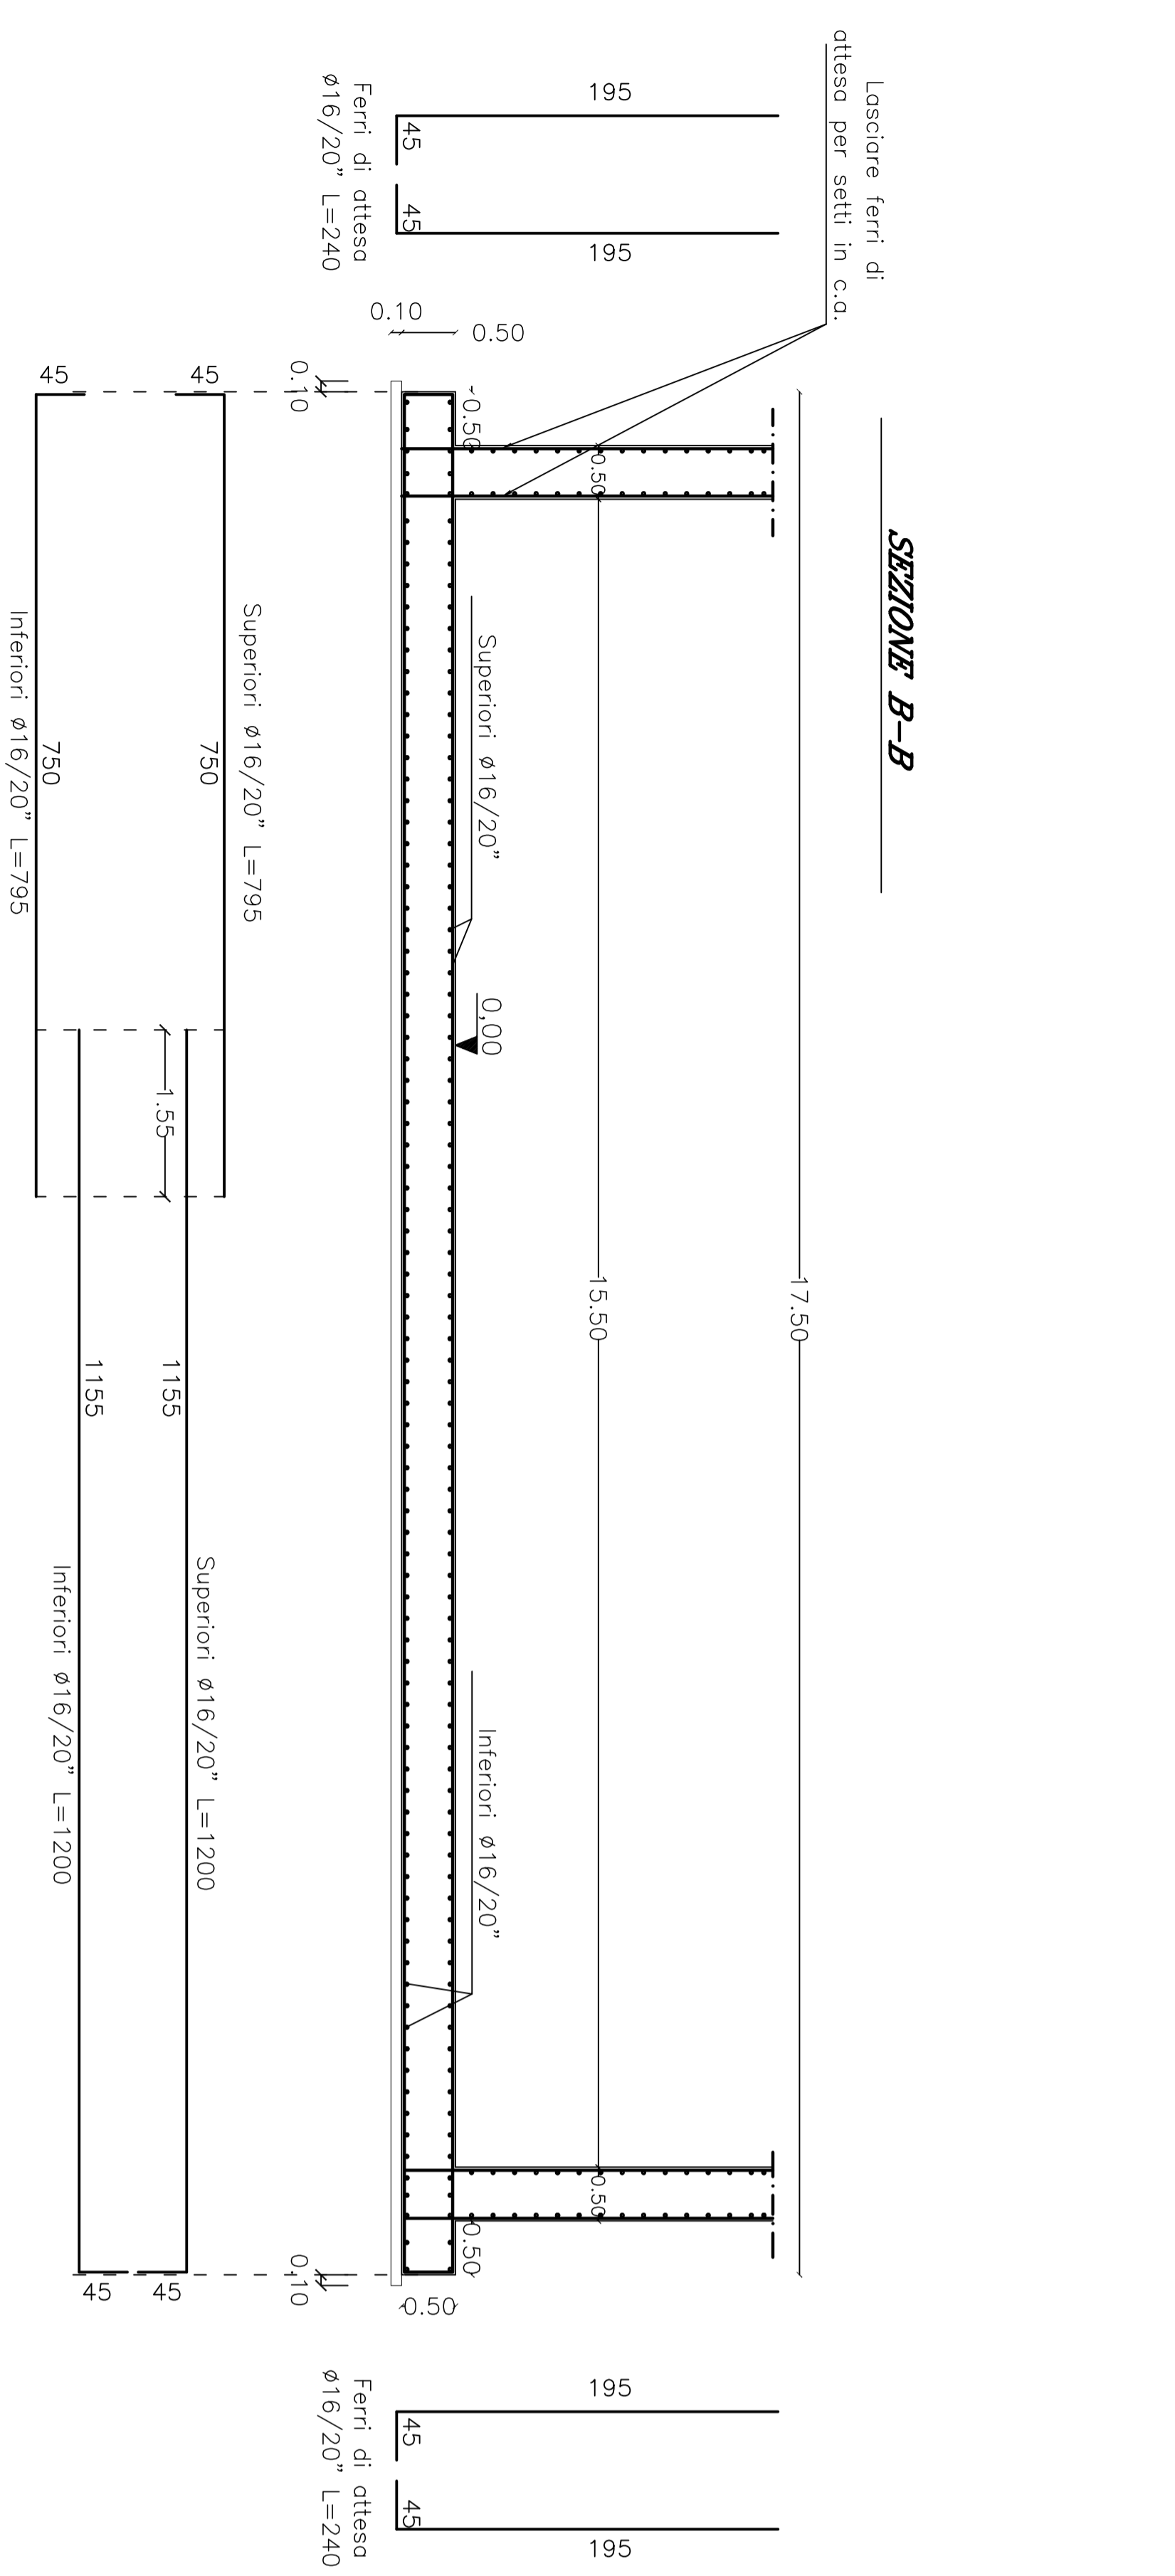 SEZIONE B-B
Lasciare ferri di
attesa per setti in c.a.
17.50
195
195
45
45
Ferri di attesa
Ø16/20" L=240
0.10
0.50
0.50
0.50
15.50
0.50
0.50
Superiori Ø16/20"
0,00
Inferiori Ø16/20"
0.50
195
195
45
45
Ferri di attesa
Ø16/20" L=240
0.10
0.10
Superiori Ø16/20" L=795
45
750
1.55
1155
Superiori Ø16/20" L=1200
45
45
750
Inferiori Ø16/20" L=795
1155
Inferiori Ø16/20" L=1200
45